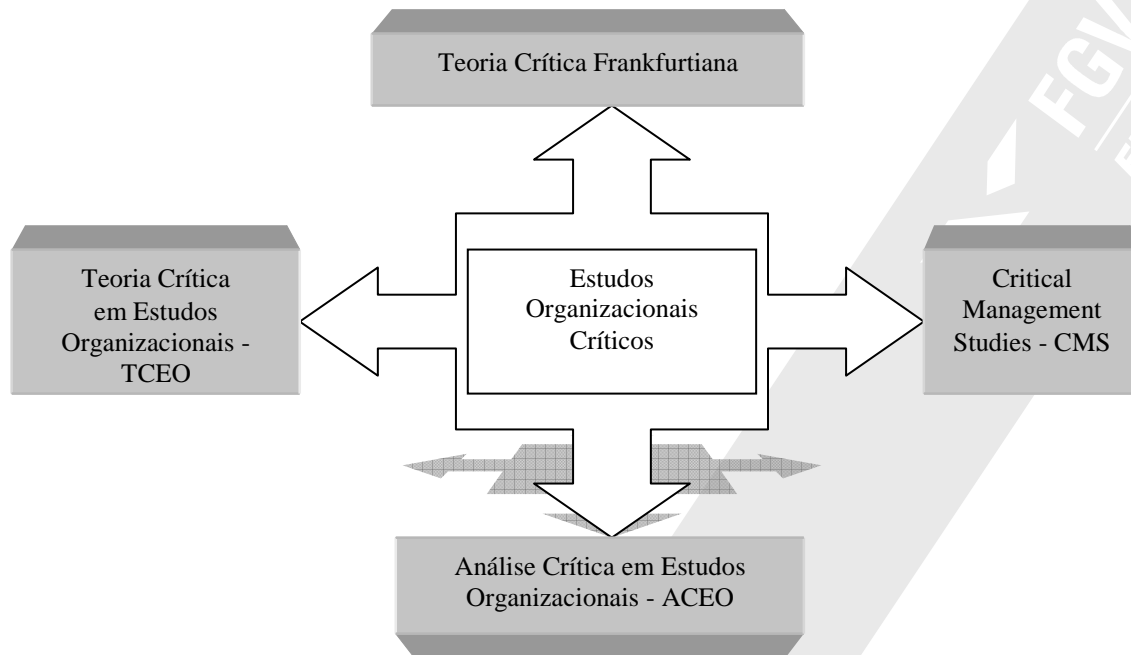 Teoria Crítica Frankfurtiana
FGV
Teoria Crítica
em Estudos
Organizacionais -
TCEO
Estudos
Organizacionais
Críticos
Critical
Management
Studies - CMS
Análise Crítica em Estudos
Organizacionais - ACEO